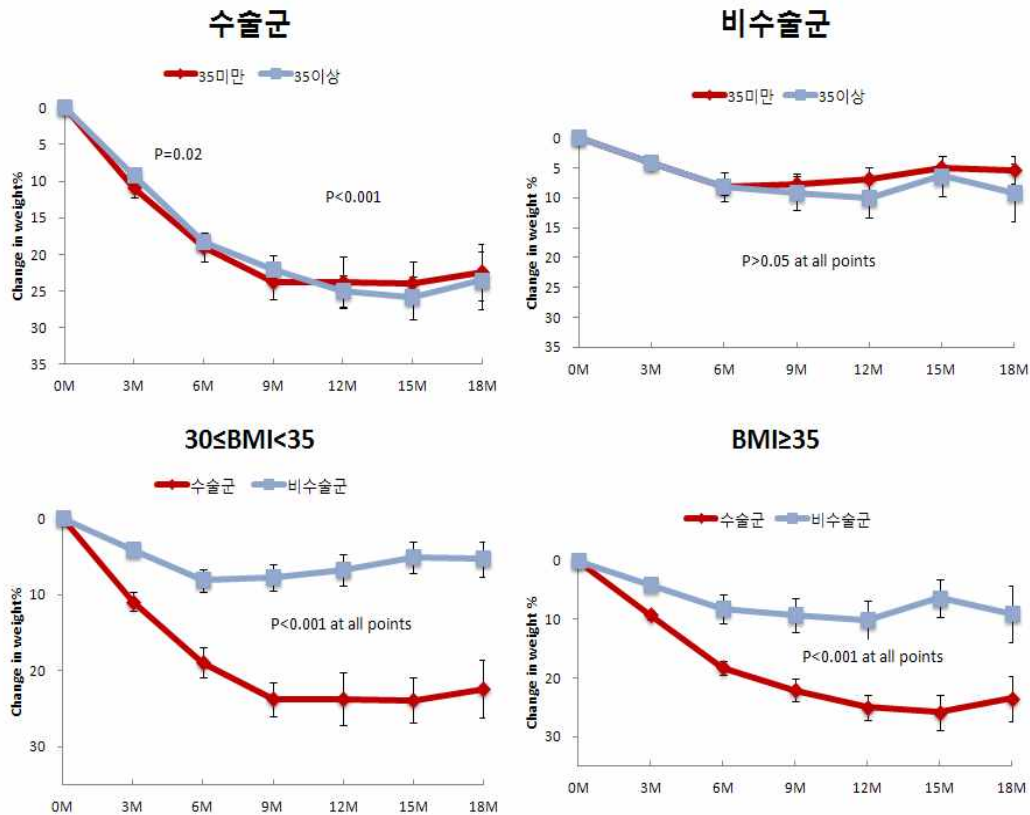 수술군
35미만 35이상
Change in weight%
0
5
10
15
20
25
30
35
P=0.02
P<0.001
0M 3M 6M 9M 12M 15M 18M
비수술군
35미만 35이상
Change in weight%
0
5
10
15
20
25
30
35
P>0.05 at all points
0M 3M 6M 9M 12M 15M 18M
30≤BMI<35
수술군 비수술군
Change in weight%
0
10
20
30
P<0.001 at all points
0M 3M 6M 9M 12M 15M 18M
BMI≥35
수술군 비수술군
Change in weight %
0
10
20
30
P<0.001 at all points
0M 3M 6M 9M 12M 15M 18M